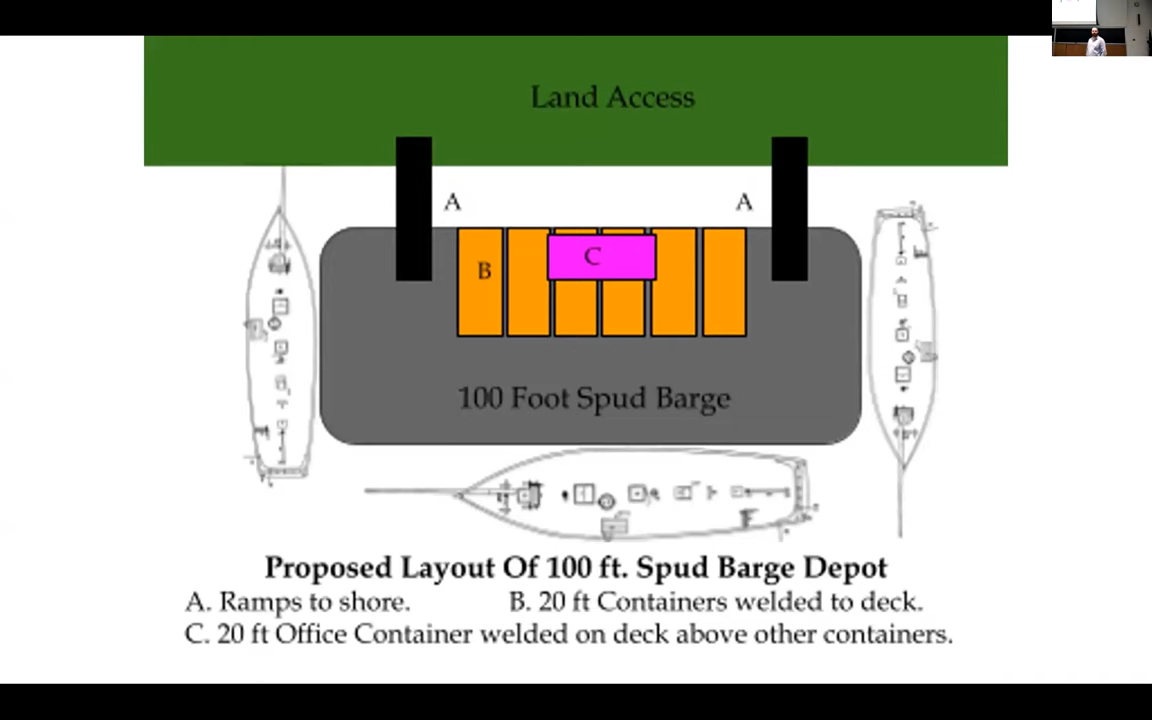 Land Access
A A
B C
100 Foot Spud Barge
Proposed Layout Of 100 ft. Spud Barge Depot
A. Ramps to shore. B. 20 ft Containers welded to deck.
C. 20 ft Office Container welded on deck above other containers.